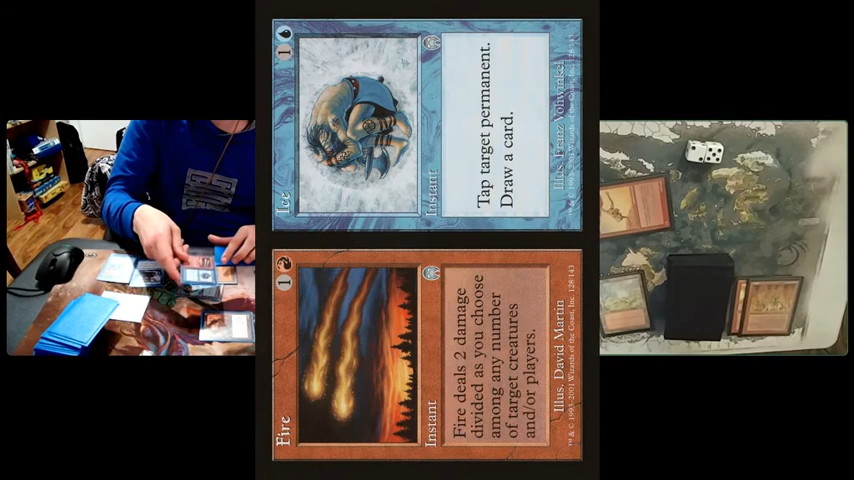 Ice
1
Instant
Tap target permanent.
Draw a card.
Illus. Franz Vohwinkel
Fire
1
Instant
Fire deals 2 damage
divided as you choose
among any number
of target creatures
and/or players.
Illus. David Martin
™ & © 1993–2001 Wizards of the Coast, Inc. 128/143